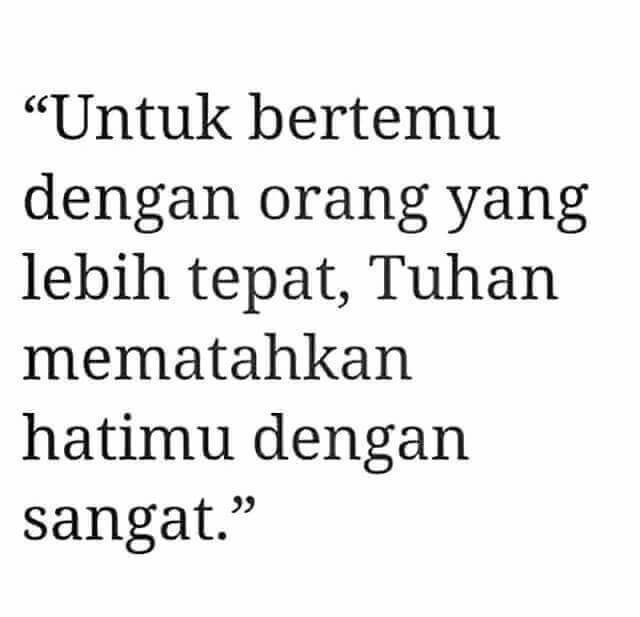 “Untuk bertemu
dengan orang yang
lebih tepat, Tuhan
mematahkan
hatimu dengan
sangat.”